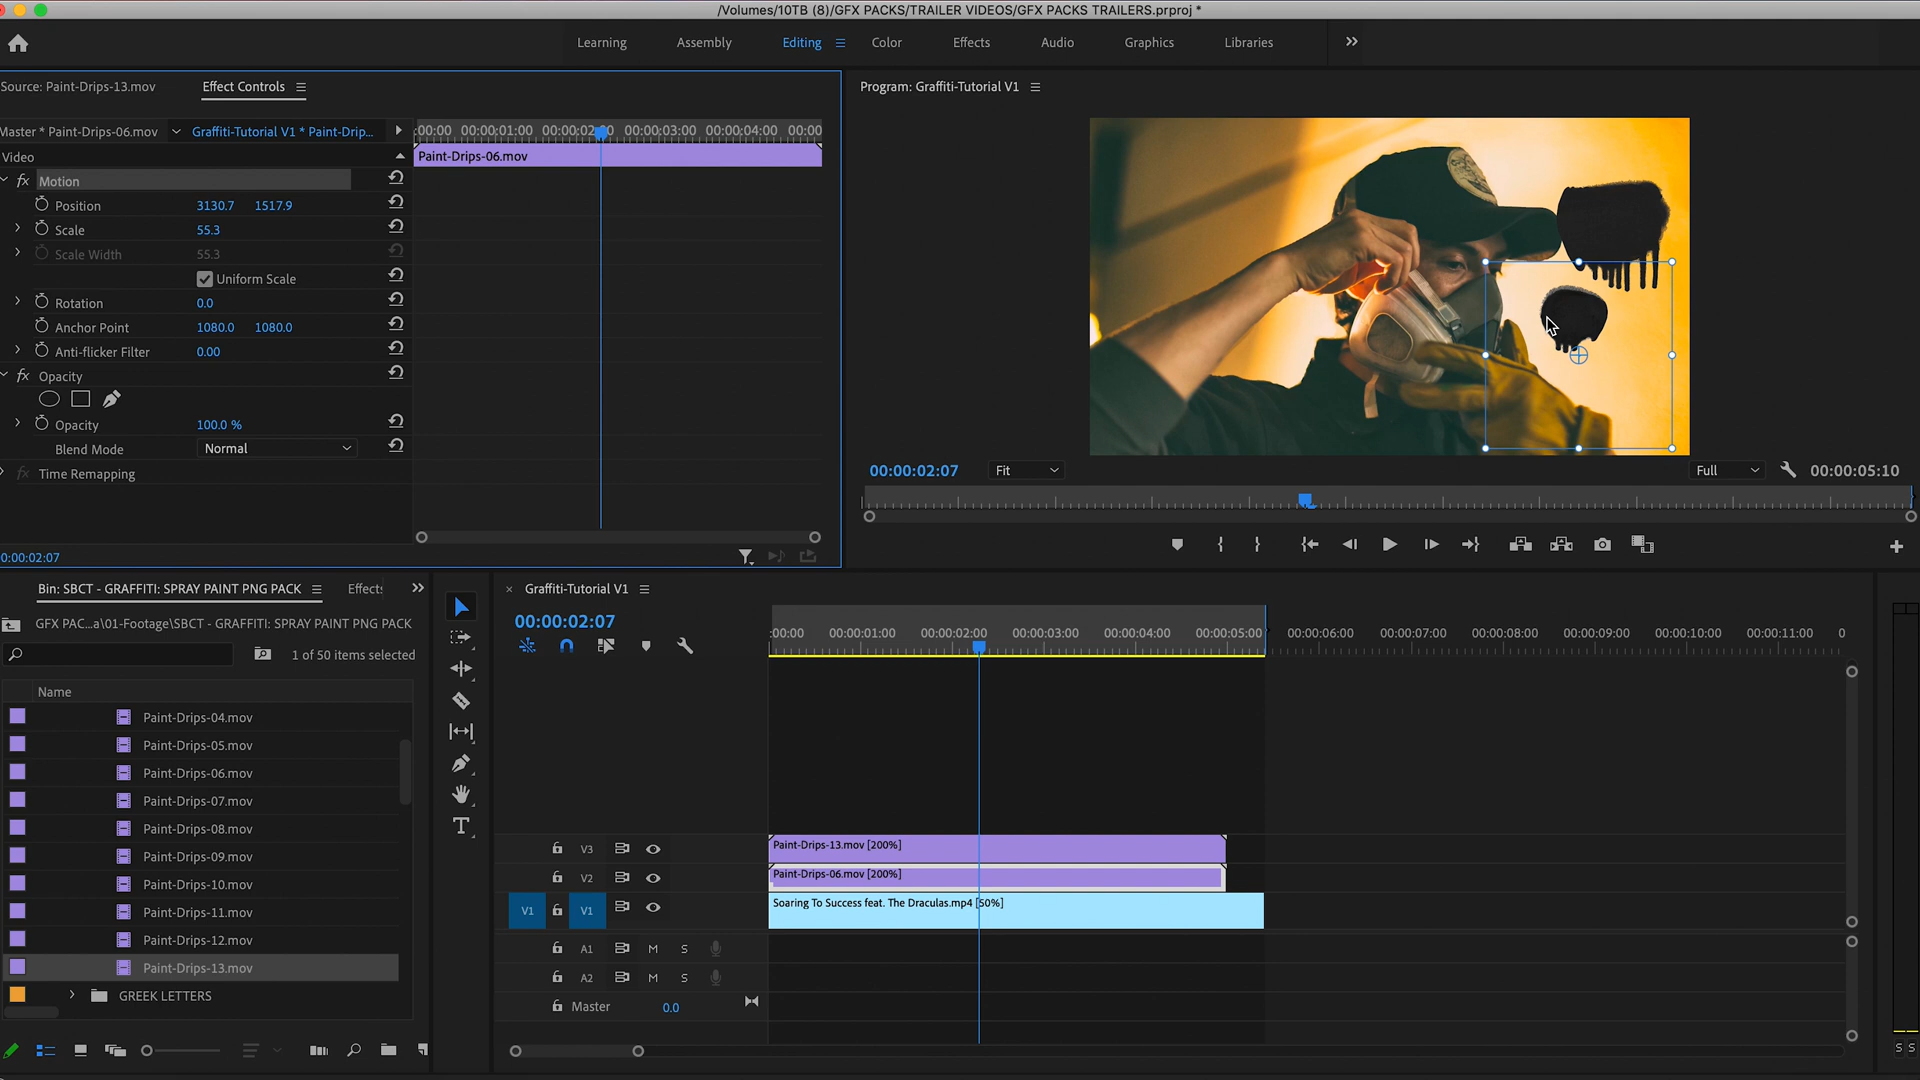 /Volumes/10TB (8)/GFX PACKS/TRAILER VIDEOS/GFX PACKS TRAILERS.prproj *
Learning Assembly Editing Color Effects Audio Graphics Libraries
Source: Paint-Drips-13.mov Effect Controls
Program: Graffiti-Tutorial V1
Master * Paint-Drips-06.mov Graffiti-Tutorial V1 * Paint-Drip...
:00:00 00:00:01:00 00:00:02:00 00:00:03:00 00:00:04:00 00:00
Video
Paint-Drips-06.mov
fx Motion
Position 3130.7 1517.9
Scale 55.3
Scale Width 55.3
Uniform Scale
Rotation 0.0
Anchor Point 1080.0 1080.0
Anti-flicker Filter 0.00
fx Opacity
Opacity 100.0 %
Blend Mode Normal
fx Time Remapping
0:00:02:07
00:00:02:07 Fit Full 00:00:05:10
Bin: SBCT - GRAFFITI: SPRAY PAINT PNG PACK Effects
GFX PAC...a\01-Footage\SBCT - GRAFFITI: SPRAY PAINT PNG PACK
1 of 50 items selected
Name
Paint-Drips-04.mov
Paint-Drips-05.mov
Paint-Drips-06.mov
Paint-Drips-07.mov
Paint-Drips-08.mov
Paint-Drips-09.mov
Paint-Drips-10.mov
Paint-Drips-11.mov
Paint-Drips-12.mov
Paint-Drips-13.mov
GREEK LETTERS
× Graffiti-Tutorial V1
00:00:02:07
:00:00 00:00:01:00 00:00:02:00 00:00:03:00 00:00:04:00 00:00:05:00 00:00:06:00 00:00:07:00 00:00:08:00 00:00:09:00 00:00:10:00 00:00:11:00 0
V3 Paint-Drips-13.mov [200%]
V2 Paint-Drips-06.mov [200%]
V1 V1 Soaring To Success feat. The Draculas.mp4 [50%]
A1 M S
A2 M S
Master 0.0
S S